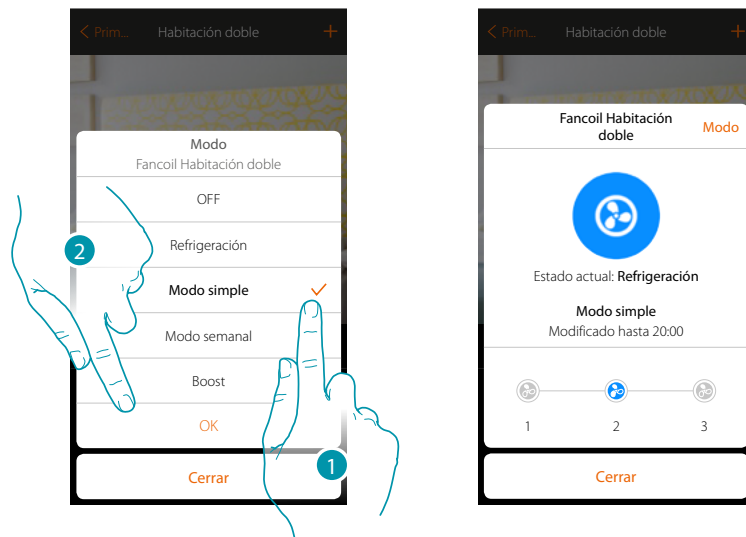 < Prim... Habitación doble +
Modo
Fancoil Habitación doble
OFF
Refrigeración
Modo simple
Modo semanal
Boost
OK
Cerrar
2
1
< Prim... Habitación doble +
Fancoil Habitación
doble
Modo
Estado actual: Refrigeración
Modo simple
Modificado hasta 20:00
1 2 3
Cerrar